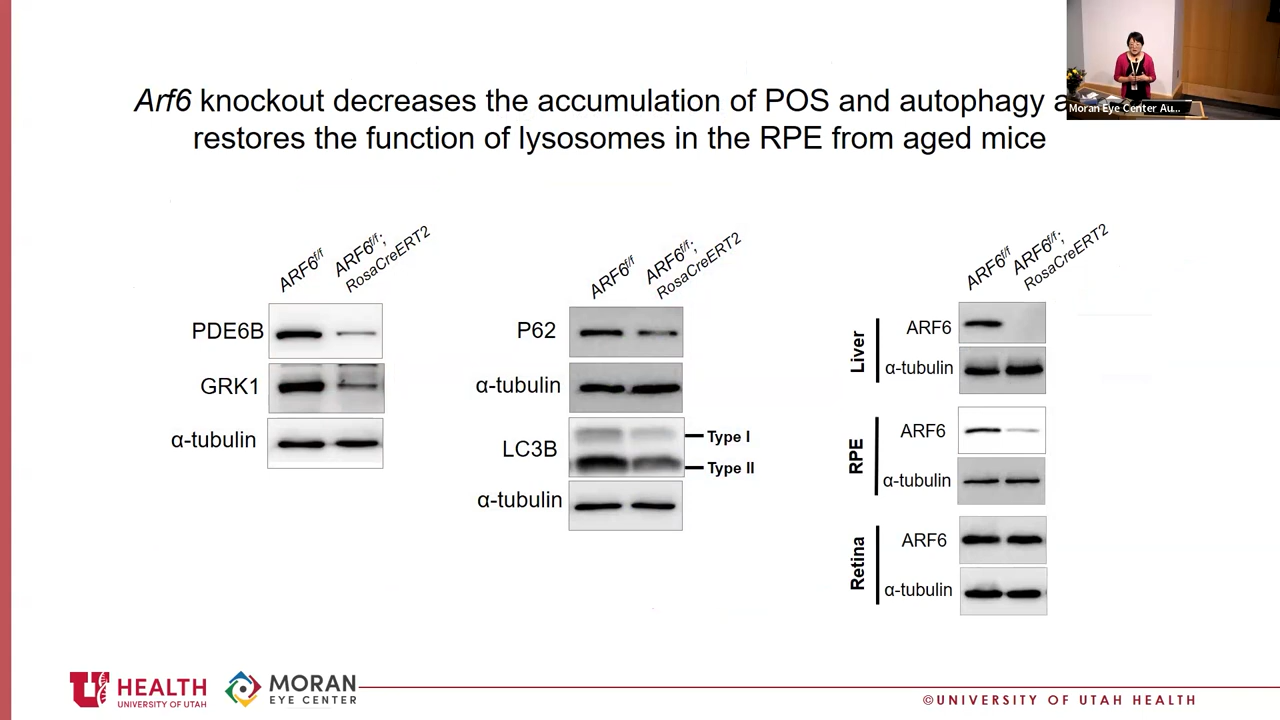 Arf6 knockout decreases the accumulation of POS and autophagy
restores the function of lysosomes in the RPE from aged mice
Moran Eye Center Au...
ARF6f/f
ARF6f/f;
RosaCreERT2
PDE6B
GRK1
α-tubulin
ARF6f/f
ARF6f/f;
RosaCreERT2
P62
α-tubulin
LC3B
Type I
Type II
α-tubulin
ARF6f/f
ARF6f/f;
RosaCreERT2
Liver
ARF6
α-tubulin
RPE
ARF6
α-tubulin
Retina
ARF6
α-tubulin
U HEALTH
UNIVERSITY OF UTAH
MORAN
EYE CENTER
©UNIVERSITY OF UTAH HEALTH